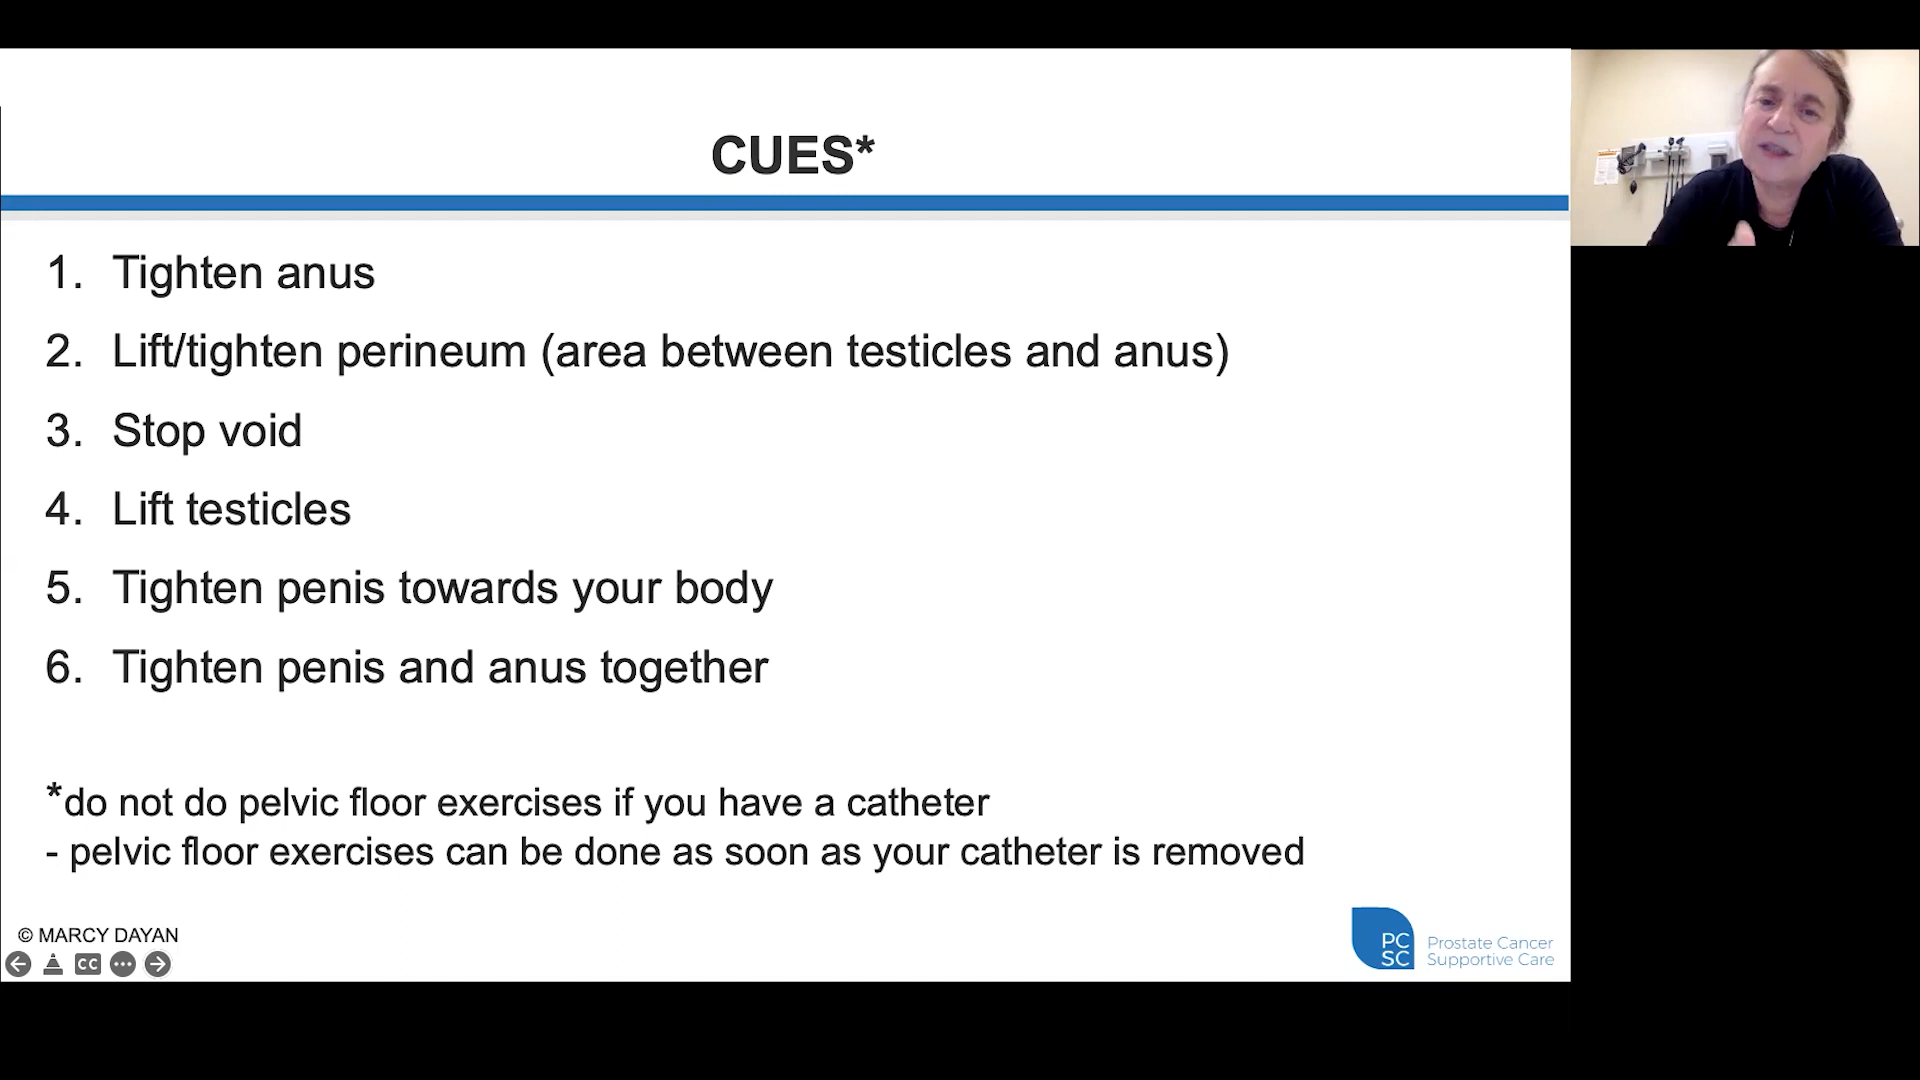 CUES*
1. Tighten anus
2. Lift/tighten perineum (area between testicles and anus)
3. Stop void
4. Lift testicles
5. Tighten penis towards your body
6. Tighten penis and anus together
*do not do pelvic floor exercises if you have a catheter
- pelvic floor exercises can be done as soon as your catheter is removed
© MARCY DAYAN
CC
PC
SC
Prostate Cancer
Supportive Care